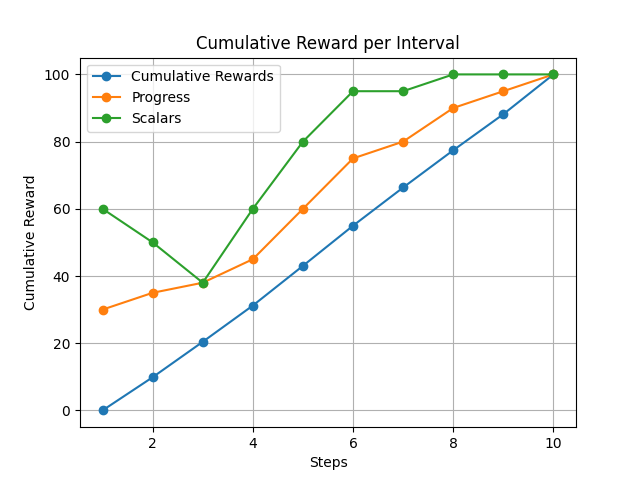 Cumulative Reward per Interval
Cumulative Rewards
Progress
Scalars
Cumulative Reward
100
80
60
40
20
0
2 4 6 8 10
Steps